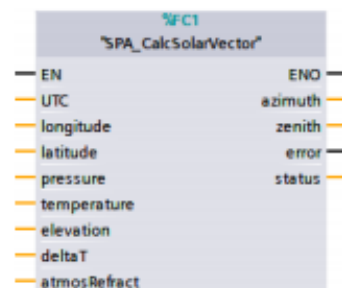 %FC1
"SPA_CalcSolarVector"
EN ENO
UTC azimuth
longitude zenith
latitude error
pressure status
temperature
elevation
deltaT
atmosRefract